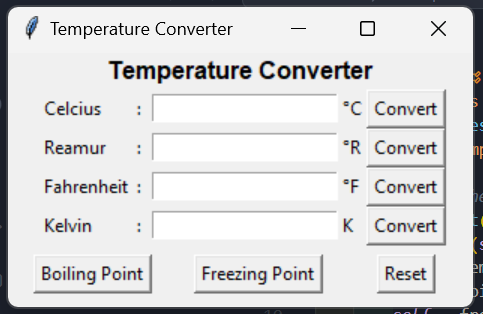 Temperature Converter
Temperature Converter
Celcius : °C Convert
Reamur : °R Convert
Fahrenheit : °F Convert
Kelvin : K Convert
Boiling Point Freezing Point Reset